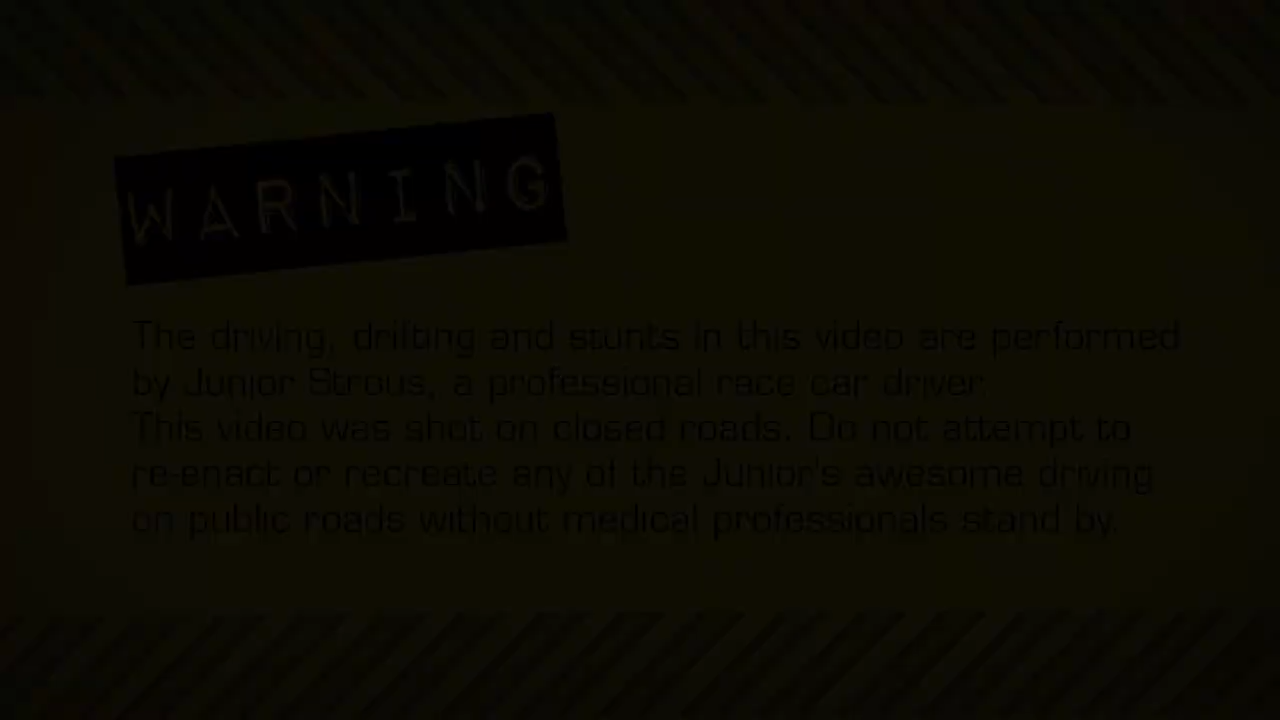 WARNING
The driving, drifting and stunts in this video are performed
by Junior Strous, a professional race car driver.
This video was shot on closed roads. Do not attempt to
re-enact or recreate any of the Junior's awesome driving
on public roads without medical professionals stand by.